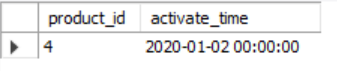 product_id activate_time
4 2020-01-02 00:00:00